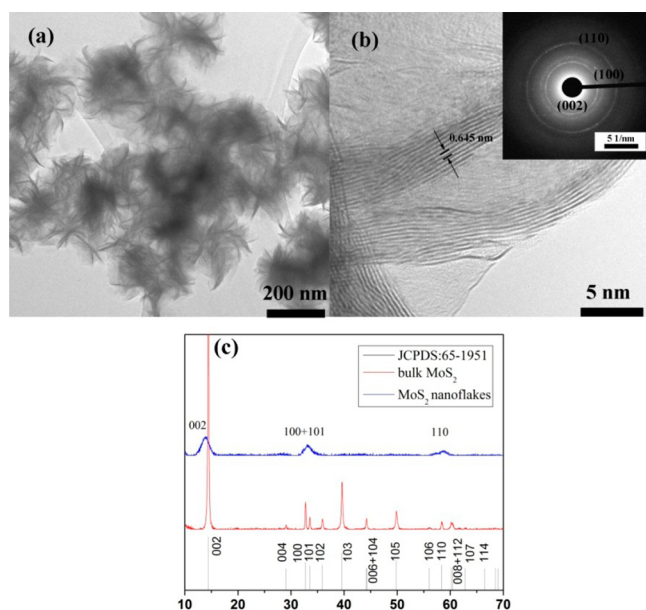 (a)
200 nm
(b)
0.645 nm
5 nm
(110)
(100)
(002)
5 1/nm
(c)
JCPDS:65-1951
bulk MoS₂
MoS₂ nanoflakes
002
100+101
110
002
004
100
101
102
103
006+104
105
106
110
008+112
107
114
10 20 30 40 50 60 70